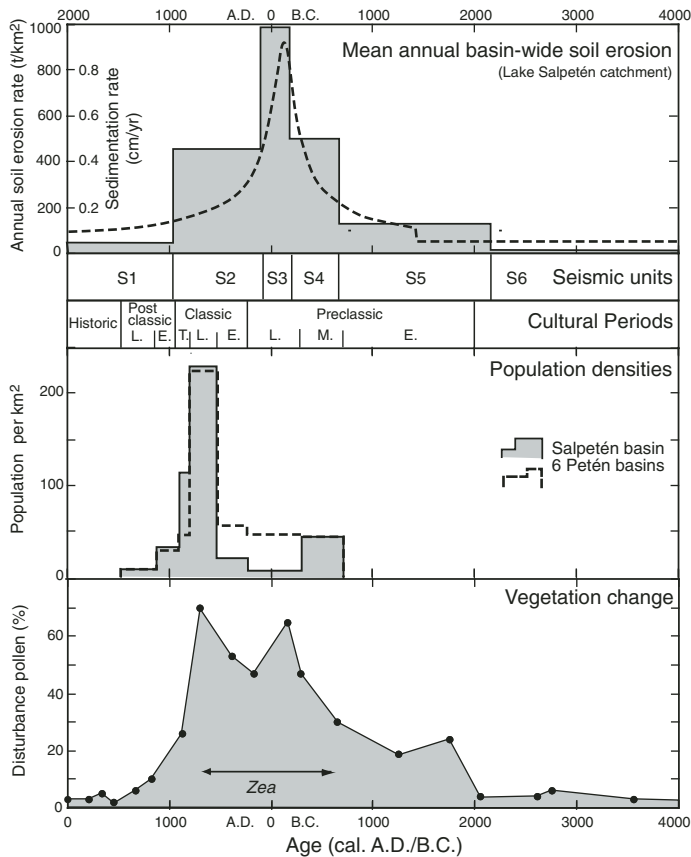 2000 1000 A.D. 0 B.C. 1000 2000 3000 4000
Mean annual basin-wide soil erosion
(Lake Salpetén catchment)
Annual soil erosion rate (t/km2)
1000
800
600
400
200
0
Sedimentation rate
(cm/yr)
0.8
0.6
0.4
0.2
S1 S2 S3 S4 S5 S6 Seismic units
Historic Post classic Classic Preclassic Cultural Periods
L. E. T. L. E. L. M. E.
Population densities
Population per km2
200
100
0
Salpetén basin
6 Petén basins
Vegetation change
Disturbance pollen (%)
60
40
20
0
Zea
0 1000 A.D. 0 B.C. 1000 2000 3000 4000
Age (cal. A.D./B.C.)